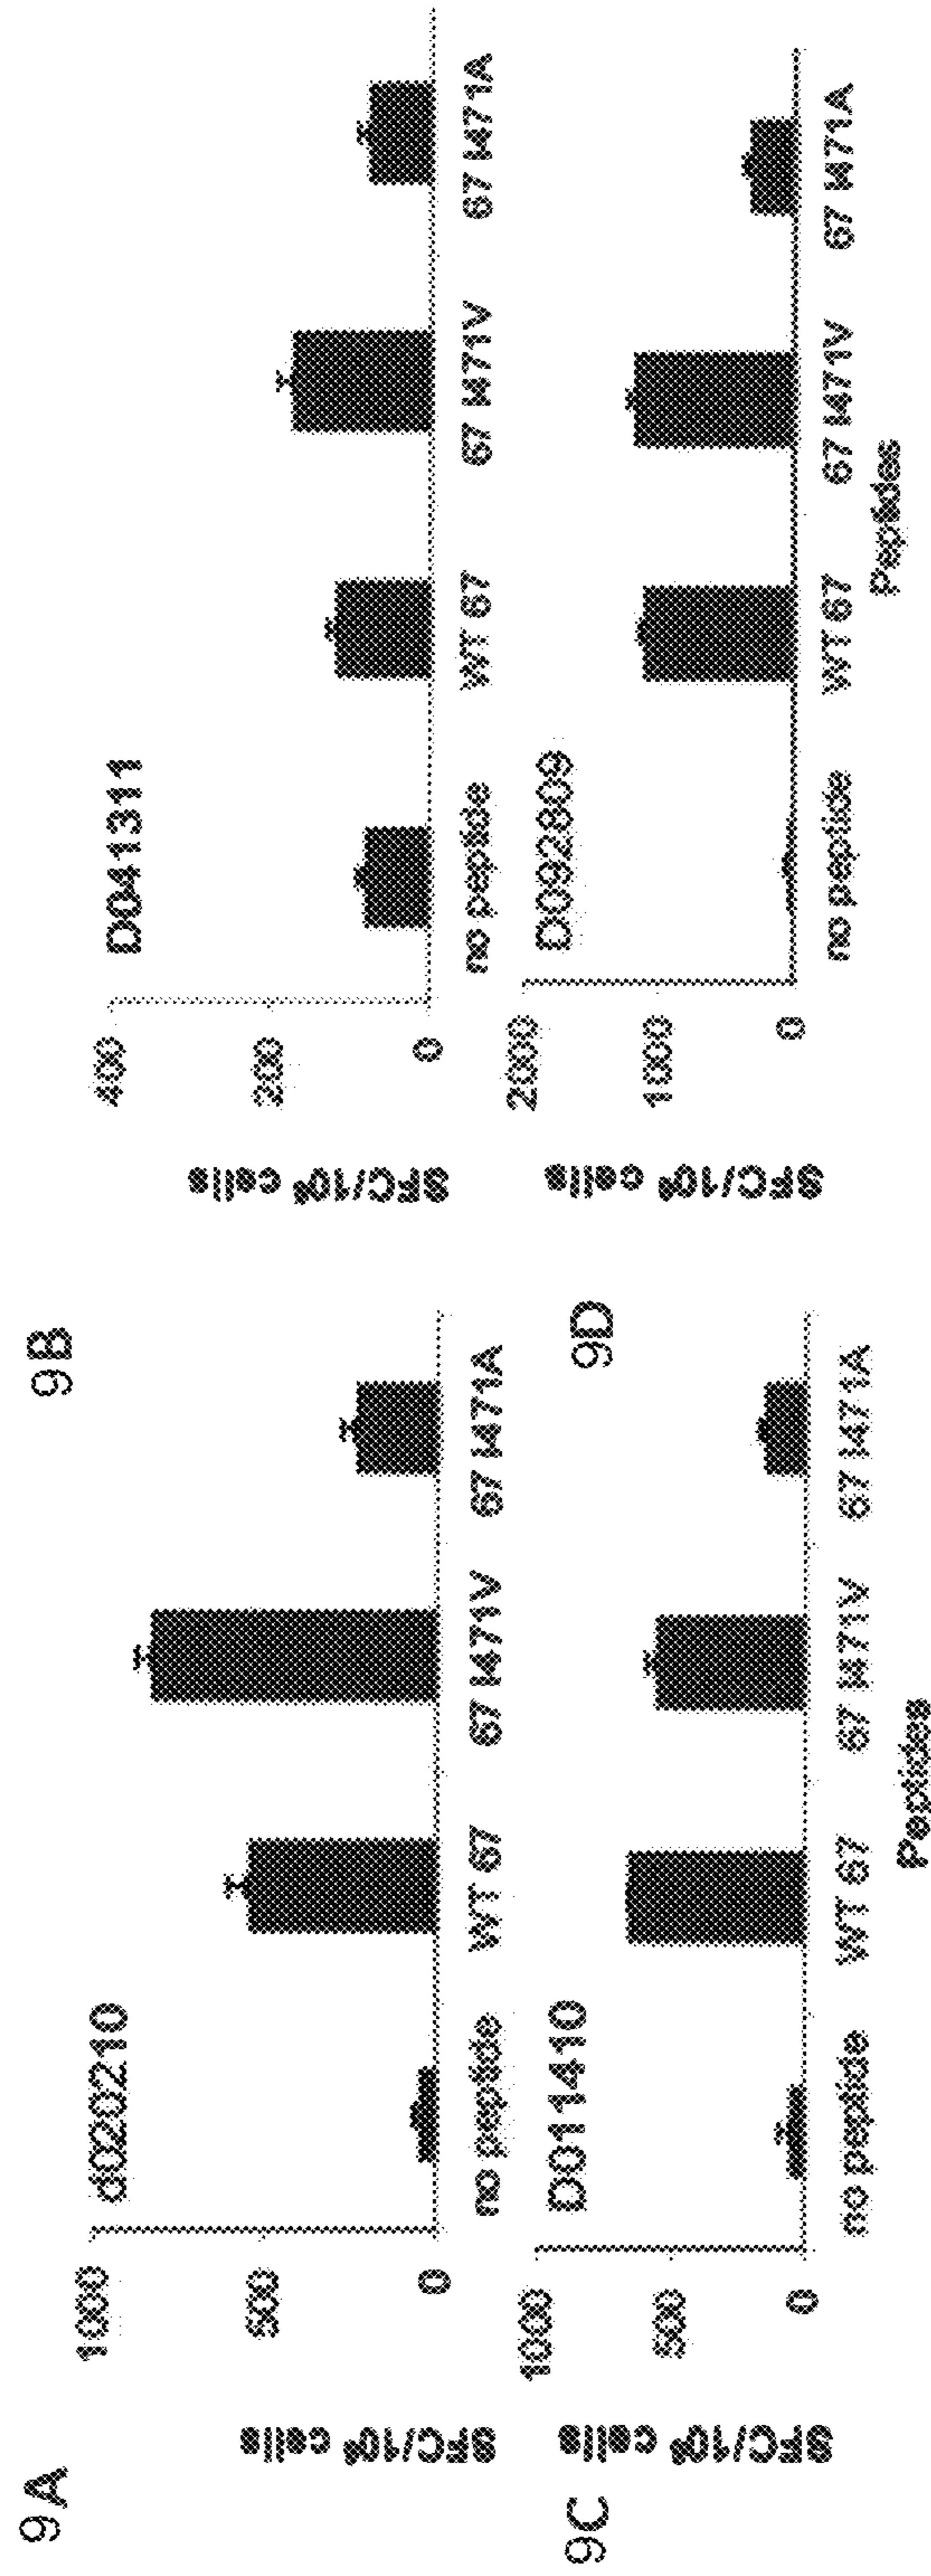 9A
d020210
1000
500
0
SFC/10⁶ cells
no peptide WT 67 67 I471V 67 I471A
9B
D041311
400
200
0
SFC/10⁶ cells
no peptide WT 67 67 I471V 67 I471A
9C
D011410
1000
500
0
SFC/10⁶ cells
no peptide WT 67 67 I471V 67 I471A
Peptides
9D
D092809
2000
1000
0
SFC/10⁶ cells
no peptide WT 67 67 I471V 67 I471A
Peptides